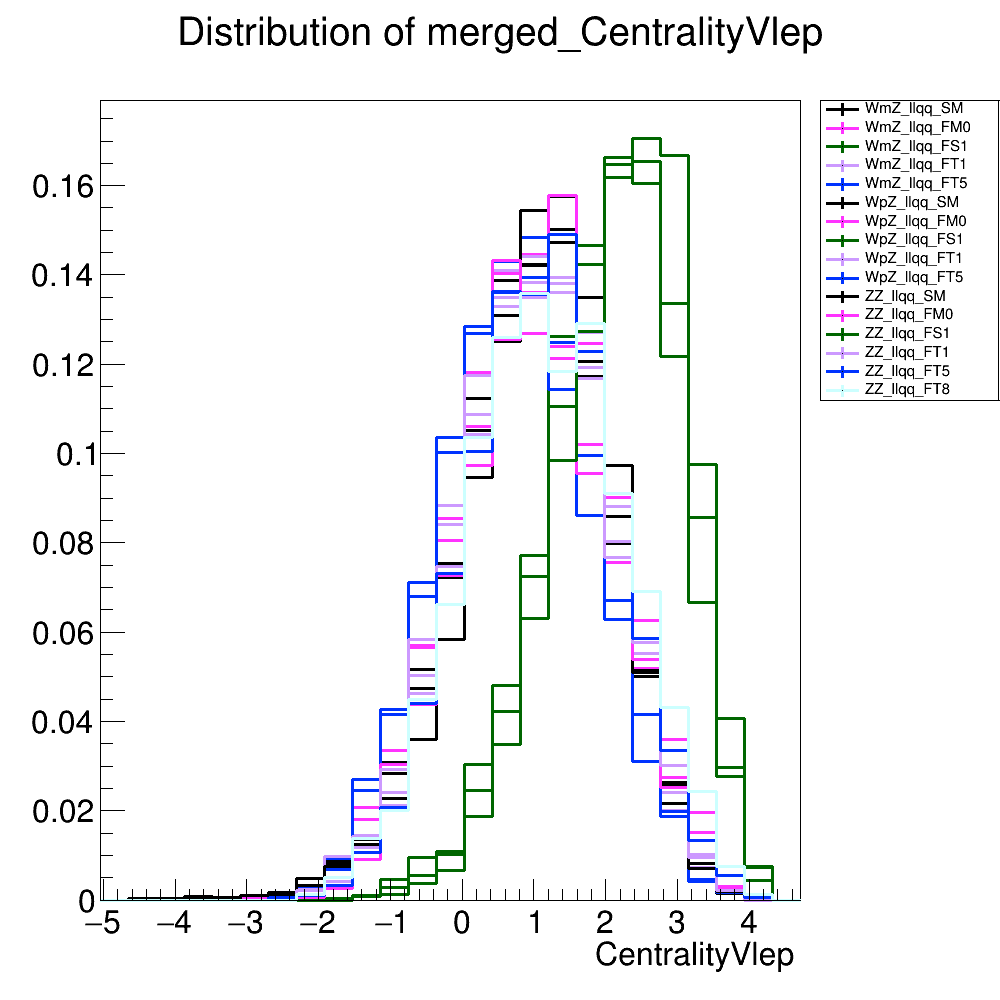 Distribution of merged_CentralityVlep
WmZ_llqq_SM
WmZ_llqq_FM0
WmZ_llqq_FS1
WmZ_llqq_FT1
WmZ_llqq_FT5
WpZ_llqq_SM
WpZ_llqq_FM0
WpZ_llqq_FS1
WpZ_llqq_FT1
WpZ_llqq_FT5
ZZ_llqq_SM
ZZ_llqq_FM0
ZZ_llqq_FS1
ZZ_llqq_FT1
ZZ_llqq_FT5
ZZ_llqq_FT8
0.16
0.14
0.12
0.1
0.08
0.06
0.04
0.02
0
−5 −4 −3 −2 −1 0 1 2 3 4
CentralityVlep